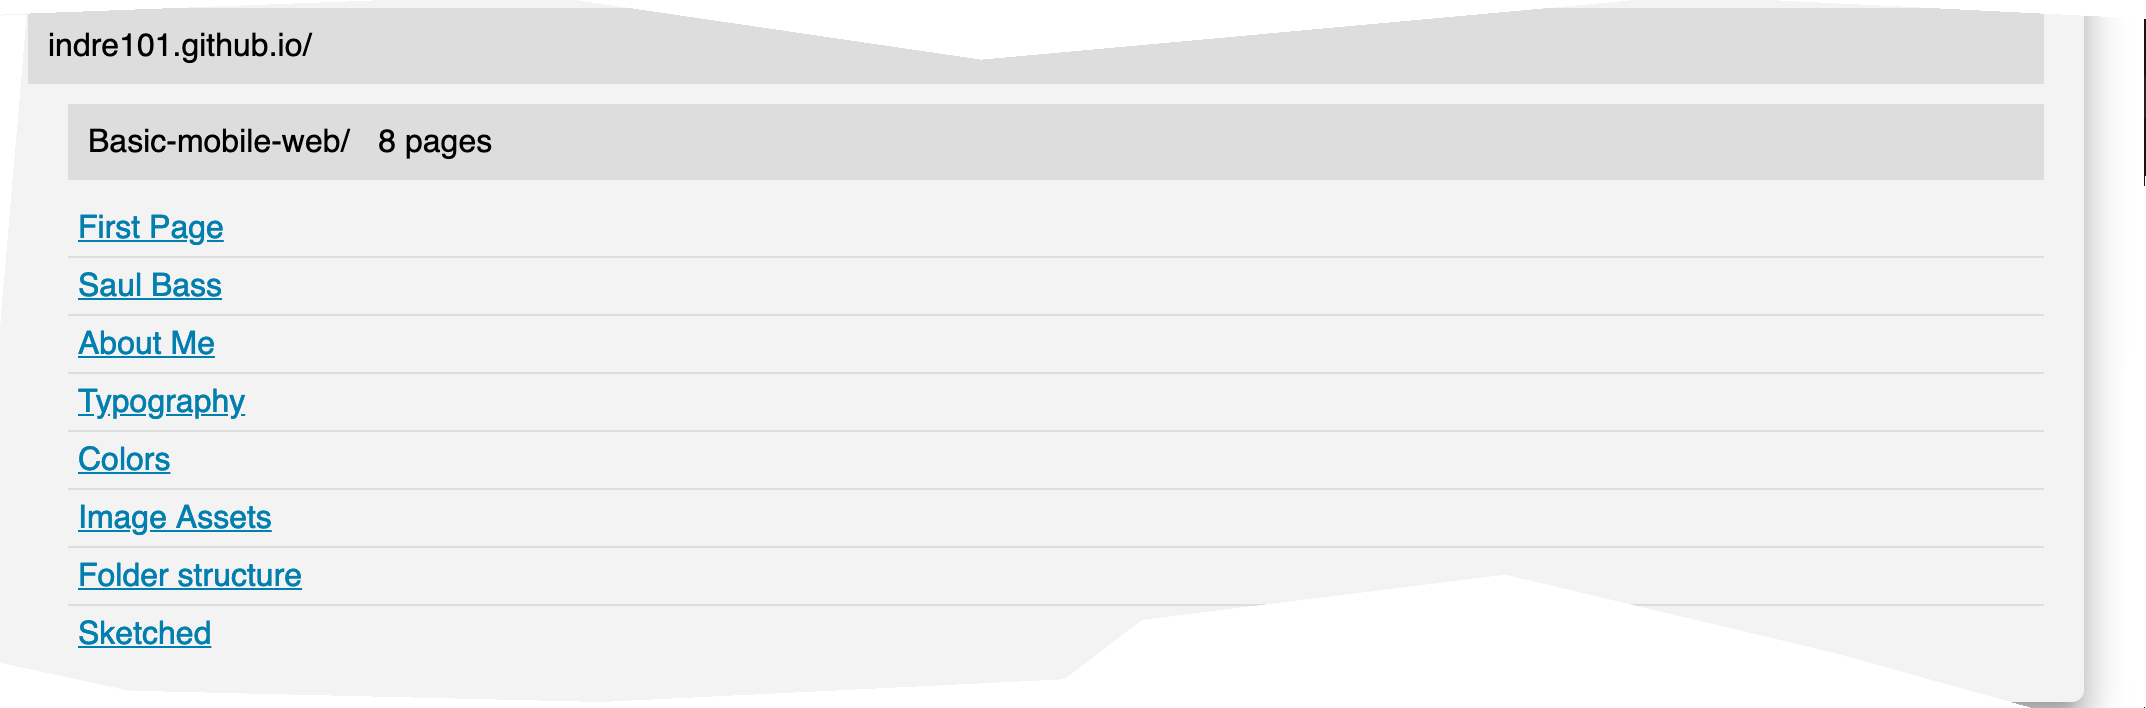 indre101.github.io/
Basic-mobile-web/ 8 pages
First Page
Saul Bass
About Me
Typography
Colors
Image Assets
Folder structure
Sketched